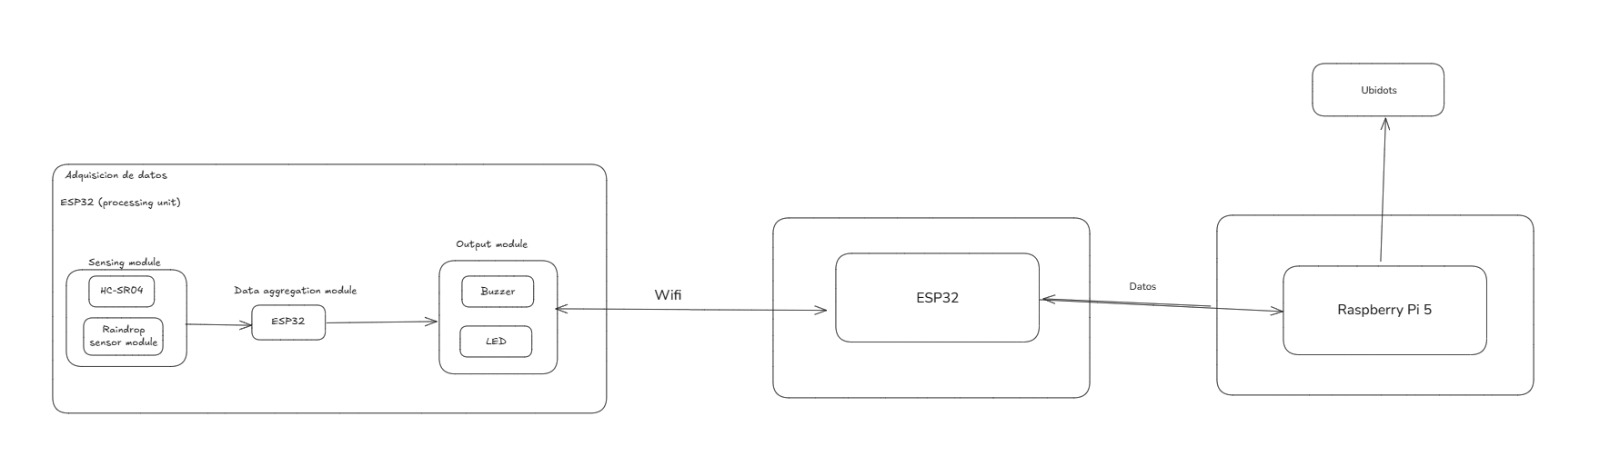 Ubidots
Adquisicion de datos
ESP32 (processing unit)
Output module
Sensing module
HC-SR04
Raindrop
sensor module
Data aggregation module
ESP32
Buzzer
LED
Wifi
ESP32
Datos
Raspberry Pi 5